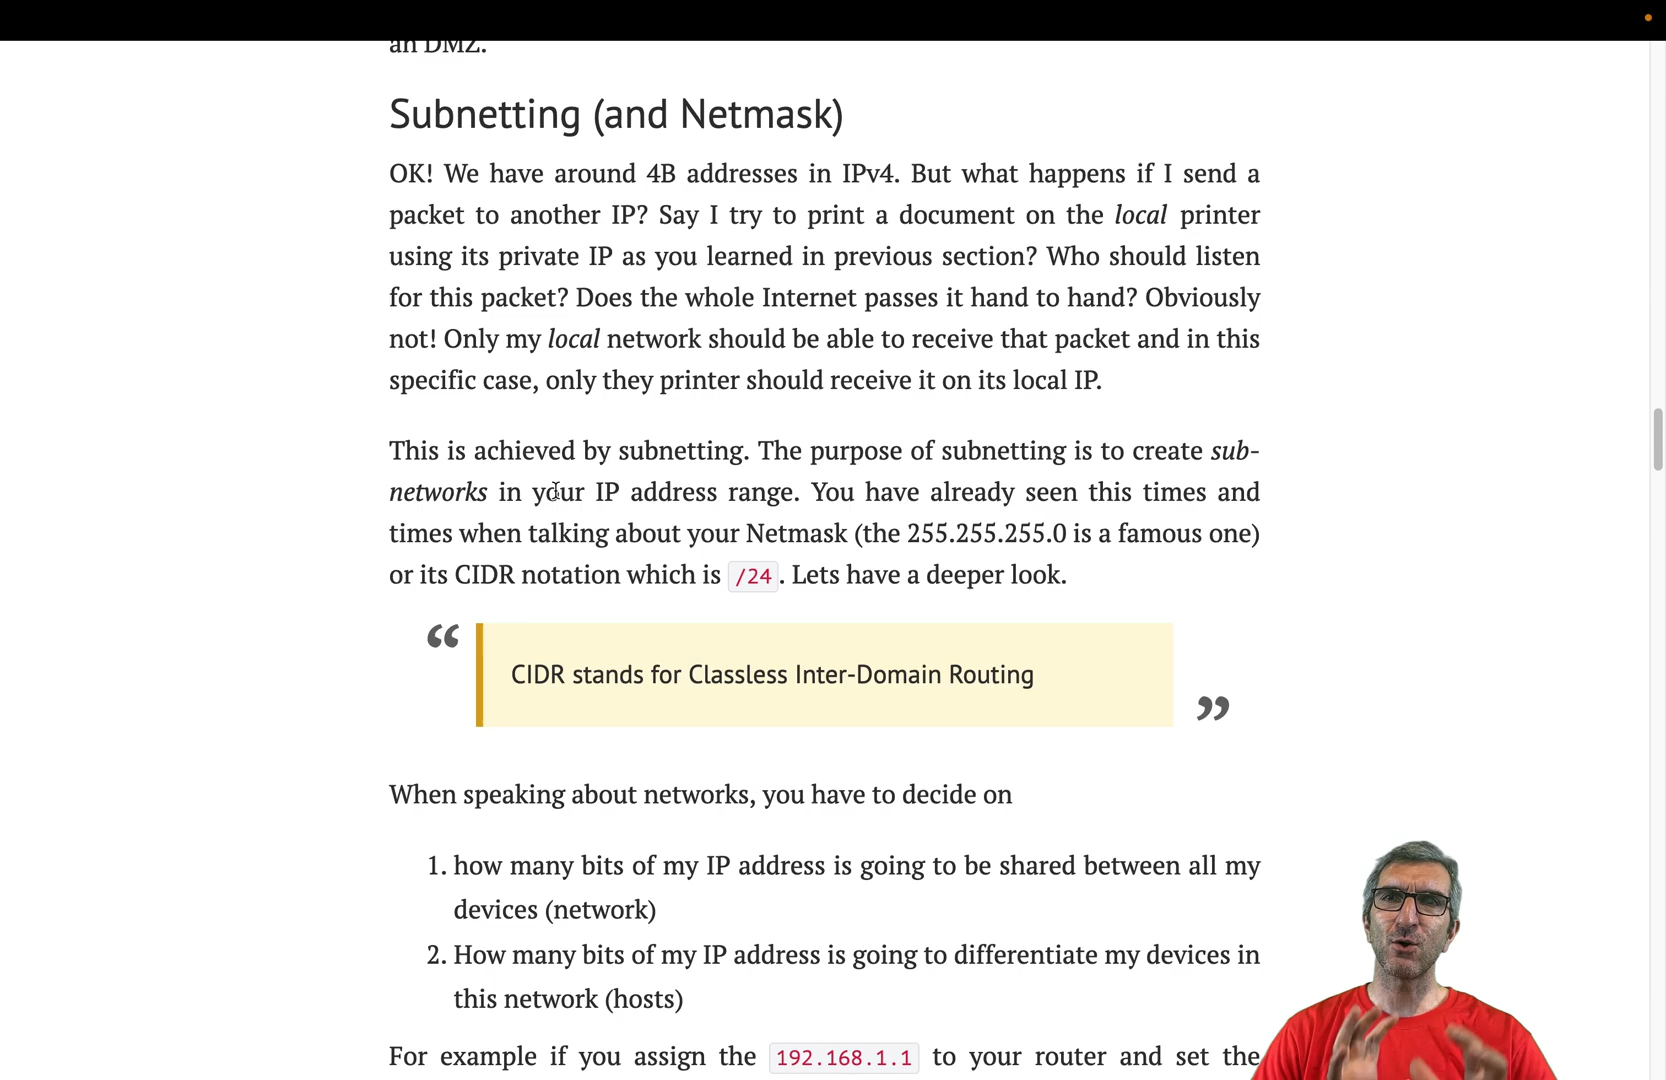 an DMZ.
Subnetting (and Netmask)
OK! We have around 4B addresses in IPv4. But what happens if I send a
packet to another IP? Say I try to print a document on the local printer
using its private IP as you learned in previous section? Who should listen
for this packet? Does the whole Internet passes it hand to hand? Obviously
not! Only my local network should be able to receive that packet and in this
specific case, only they printer should receive it on its local IP.
This is achieved by subnetting. The purpose of subnetting is to create sub-
networks in your IP address range. You have already seen this times and
times when talking about your Netmask (the 255.255.255.0 is a famous one)
or its CIDR notation which is /24. Lets have a deeper look.
“
CIDR stands for Classless Inter-Domain Routing
”
When speaking about networks, you have to decide on
1. how many bits of my IP address is going to be shared between all my
devices (network)
2. How many bits of my IP address is going to differentiate my devices in
this network (hosts)
For example if you assign the 192.168.1.1 to your router and set the